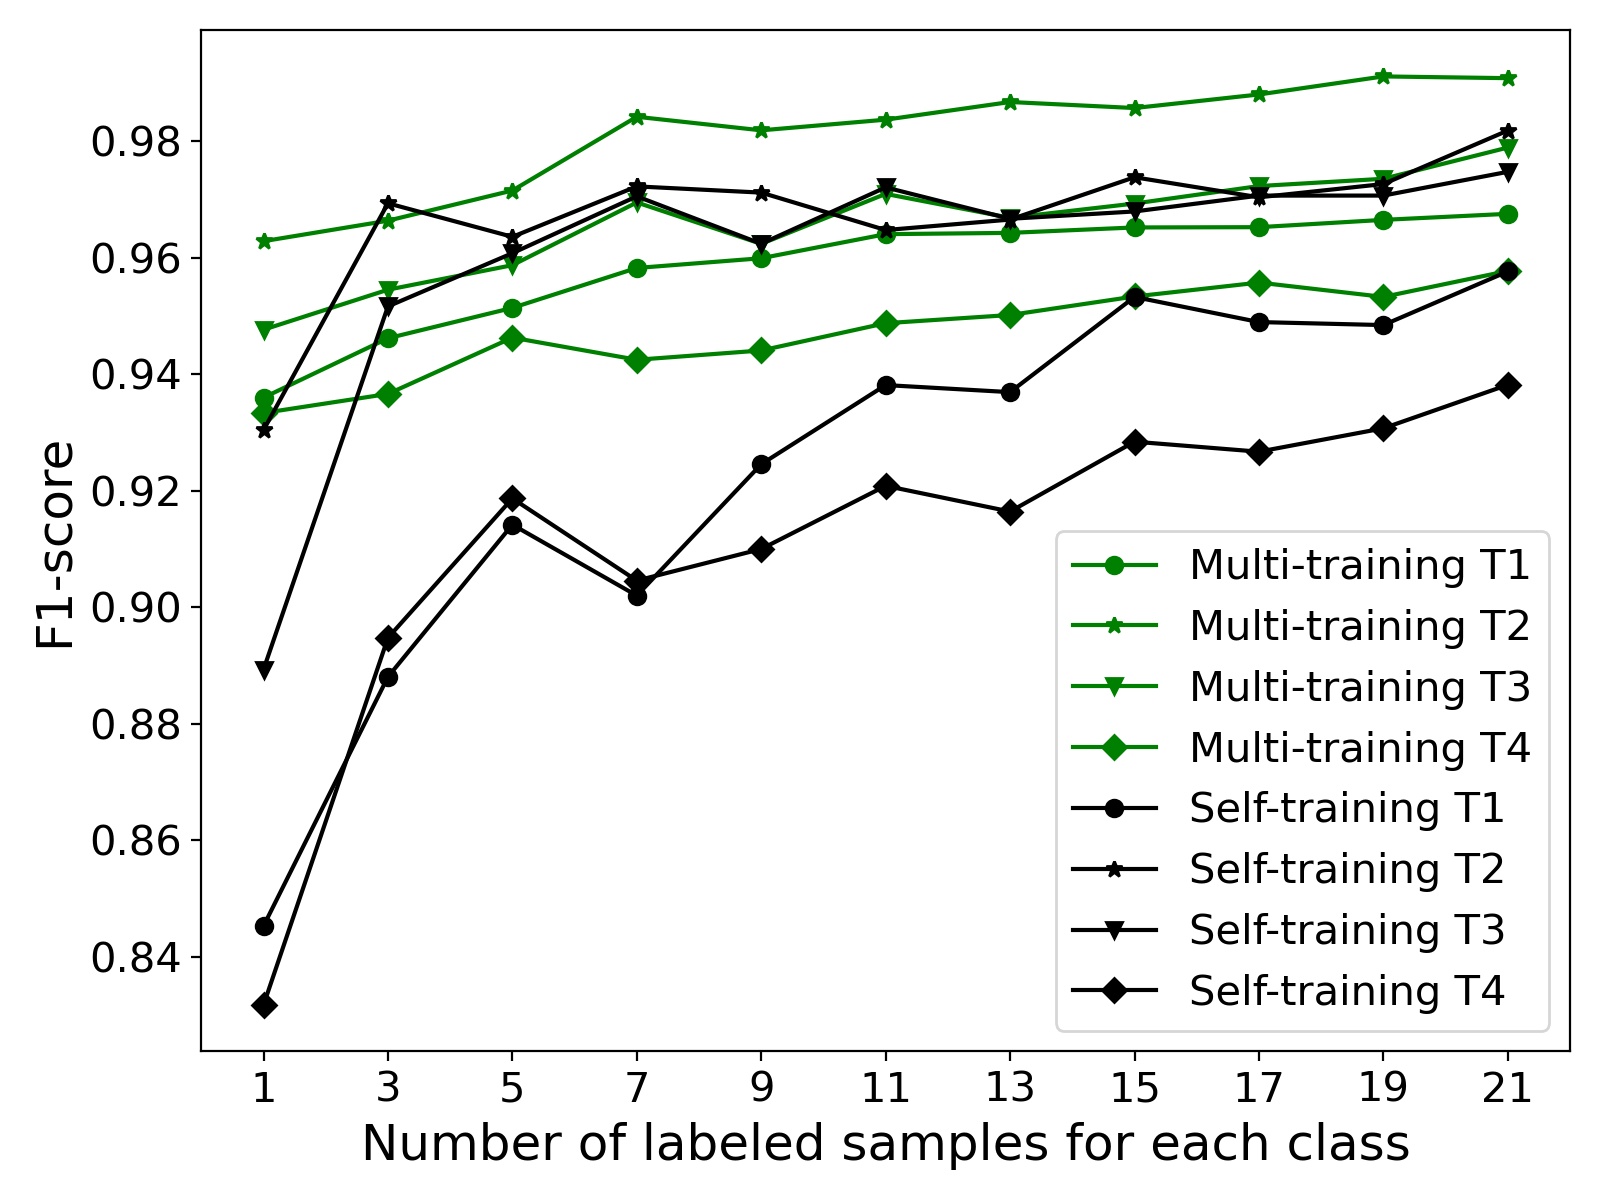 F1-score
0.98
0.96
0.94
0.92
0.90
0.88
0.86
0.84
Multi-training T1
Multi-training T2
Multi-training T3
Multi-training T4
Self-training T1
Self-training T2
Self-training T3
Self-training T4
1 3 5 7 9 11 13 15 17 19 21
Number of labeled samples for each class